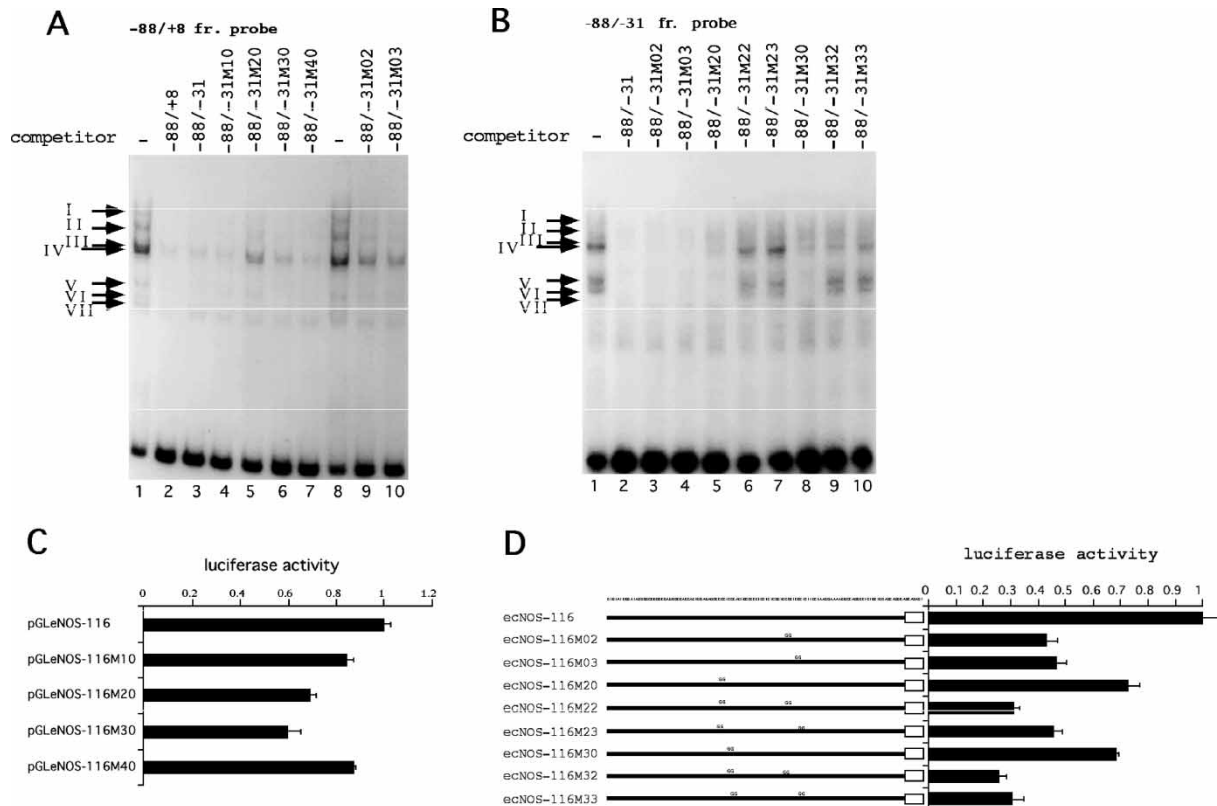 A
-88/+8 fr. probe
competitor
-
-88/+8
-88/-31
-88/-31M10
-88/-31M20
-88/-31M30
-88/-31M40
-
-88/-31M02
-88/-31M03
I
II
III
IV
V
VI
VII
1 2 3 4 5 6 7 8 9 10
B
-88/-31 fr. probe
competitor
-
-88/-31
-88/-31M02
-88/-31M03
-88/-31M20
-88/-31M22
-88/-31M23
-88/-31M30
-88/-31M32
-88/-31M33
I
II
III
IV
V
VI
VII
1 2 3 4 5 6 7 8 9 10
C
luciferase activity
0 0.2 0.4 0.6 0.8 1 1.2
pGLeNOS-116
pGLeNOS-116M10
pGLeNOS-116M20
pGLeNOS-116M30
pGLeNOS-116M40
D
luciferase activity
0 0.1 0.2 0.3 0.4 0.5 0.6 0.7 0.8 0.9 1
ecNOS-116
ecNOS-116M02
ecNOS-116M03
ecNOS-116M20
ecNOS-116M22
ecNOS-116M23
ecNOS-116M30
ecNOS-116M32
ecNOS-116M33